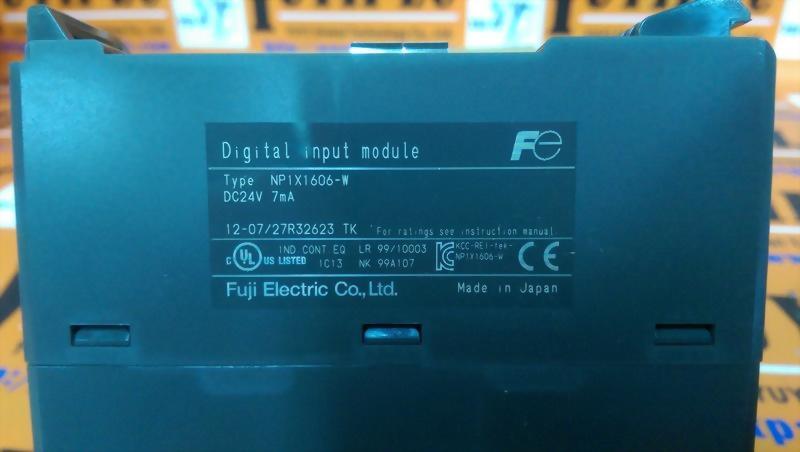 Digital input module Fe
Type NP1X1606-W
DC24V 7mA
12-07/27R32623 TK *For ratings see instruction manual
C UL US LISTED IND CONT EQ 1C13 LR 99/10003 NK 99A107 KCC-REI-tek-NP1X1606-W CE
Fuji Electric Co.,Ltd. Made in Japan